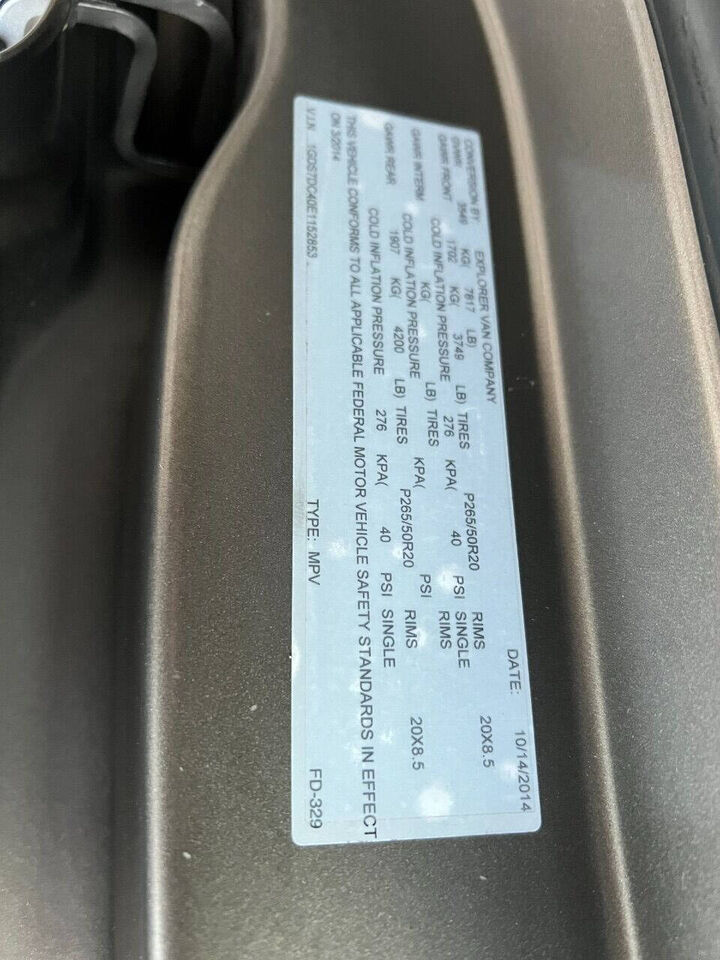 CONVERSION BY: EXPLORER VAN COMPANY DATE: 10/14/2014
GVWR: 3546 KG( 7817 LB)
GAWR FRONT 1702 KG( 3749 LB) TIRES P265/50R20 RIMS 20X8.5
COLD INFLATION PRESSURE 276 KPA( 40 PSI SINGLE
GAWR INTERM KG( LB) TIRES RIMS
COLD INFLATION PRESSURE KPA( PSI
GAWR REAR 1907 KG( 4200 LB) TIRES P265/50R20 RIMS 20X8.5
COLD INFLATION PRESSURE 276 KPA( 40 PSI SINGLE
THIS VEHICLE CONFORMS TO ALL APPLICABLE FEDERAL MOTOR VEHICLE SAFETY STANDARDS IN EFFECT
ON 3/2014
V.I.N. 1GDS7DC40E1152853 TYPE: MPV FD-329